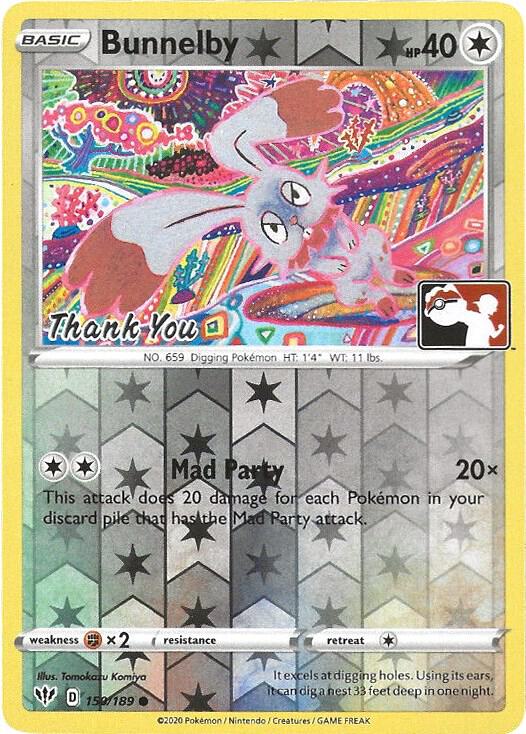 BASIC Bunnelby HP 40
Thank You
NO. 659 Digging Pokémon HT: 1'4" WT: 11 lbs.
Mad Party 20×
This attack does 20 damage for each Pokémon in your
discard pile that has the Mad Party attack.
weakness ×2 resistance retreat
Illus. Tomokazu Komiya
It excels at digging holes. Using its ears,
it can dig a nest 33 feet deep in one night.
D 150/189
©2020 Pokémon / Nintendo / Creatures / GAME FREAK